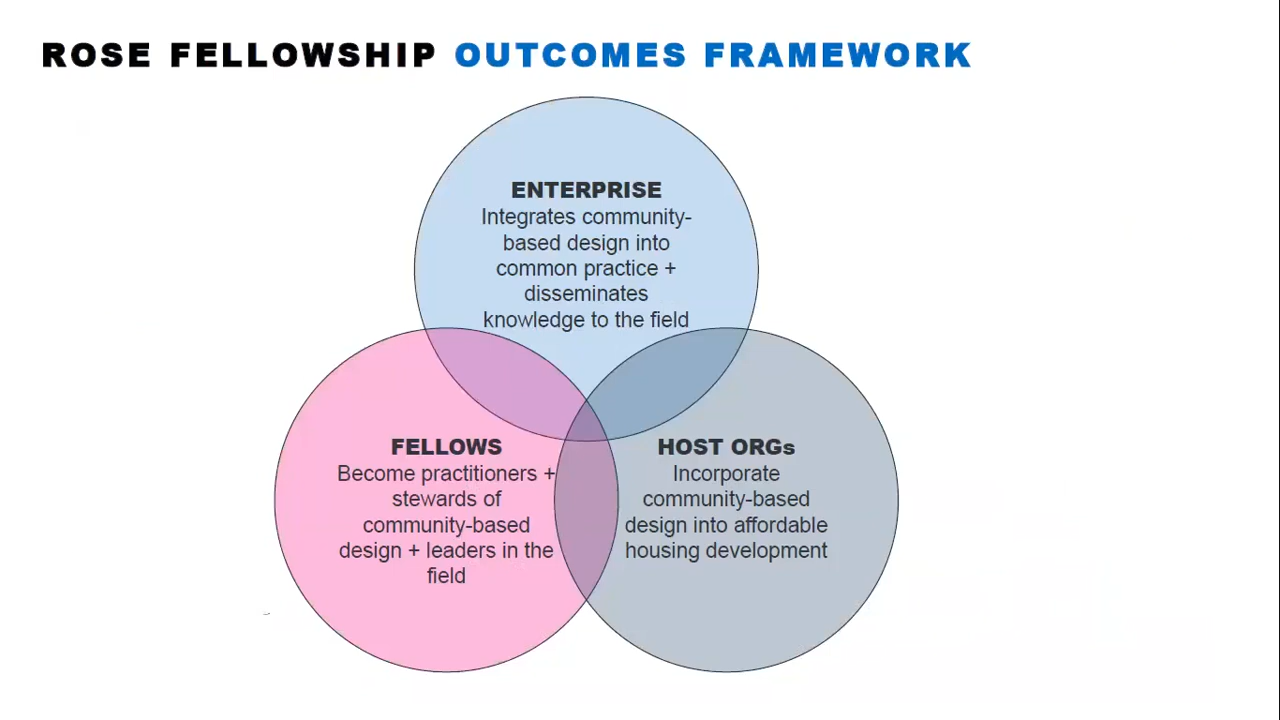 ROSE FELLOWSHIP OUTCOMES FRAMEWORK
ENTERPRISE
Integrates community-
based design into
common practice +
disseminates
knowledge to the field
FELLOWS
Become practitioners +
stewards of
community-based
design + leaders in the
field
HOST ORGs
Incorporate
community-based
design into affordable
housing development